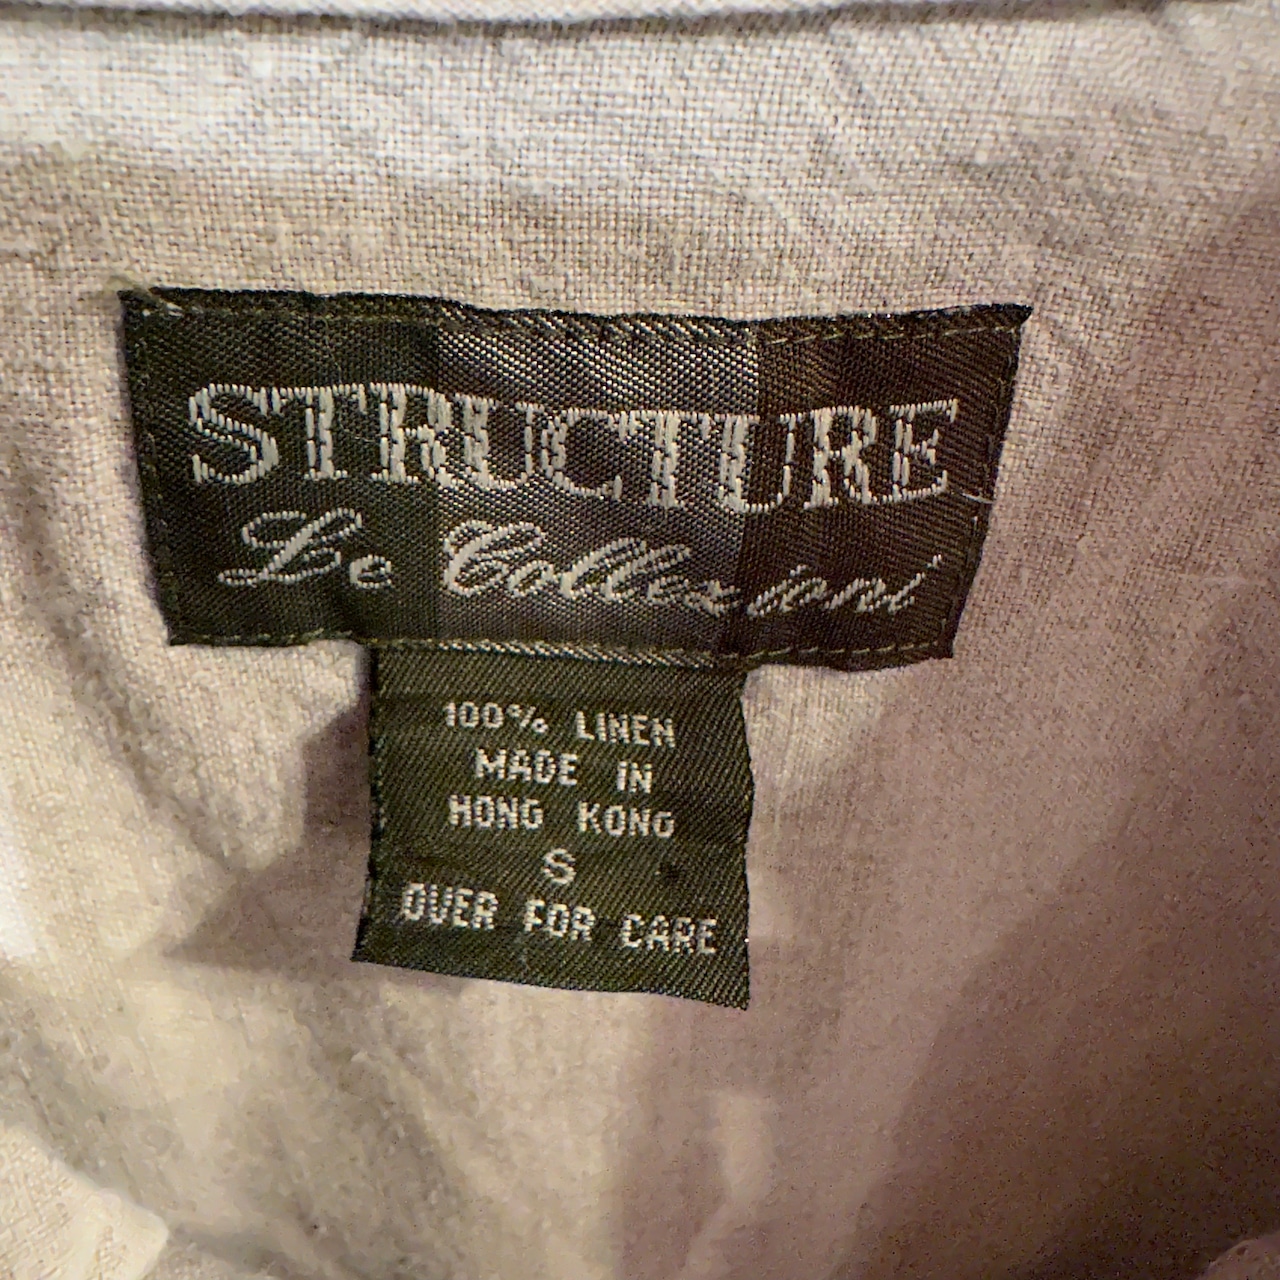 STRUCTURE
Le Collezioni
100% LINEN
MADE IN
HONG KONG
S
OVER FOR CARE